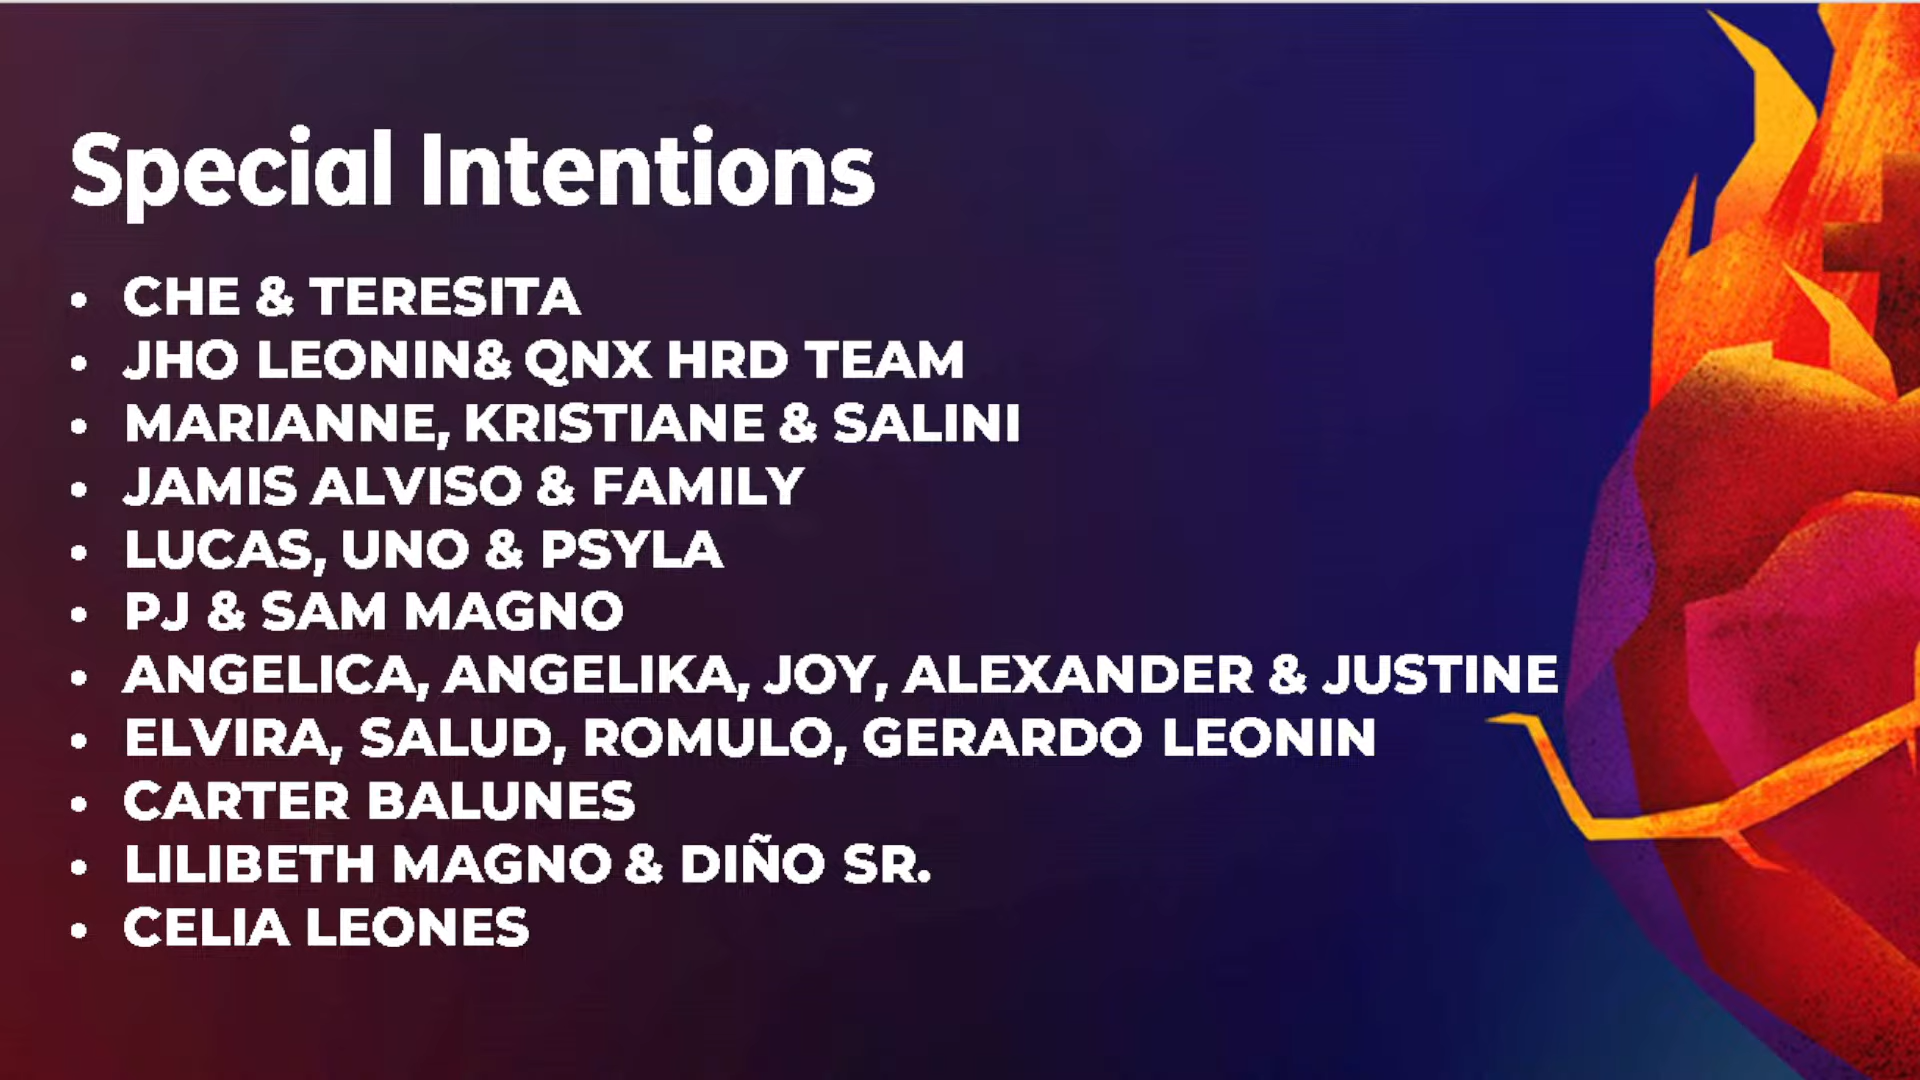 Special Intentions
• CHE & TERESITA
• JHO LEONIN& QNX HRD TEAM
• MARIANNE, KRISTIANE & SALINI
• JAMIS ALVISO & FAMILY
• LUCAS, UNO & PSYLA
• PJ & SAM MAGNO
• ANGELICA, ANGELIKA, JOY, ALEXANDER & JUSTINE
• ELVIRA, SALUD, ROMULO, GERARDO LEONIN
• CARTER BALUNES
• LILIBETH MAGNO & DIÑO SR.
• CELIA LEONES